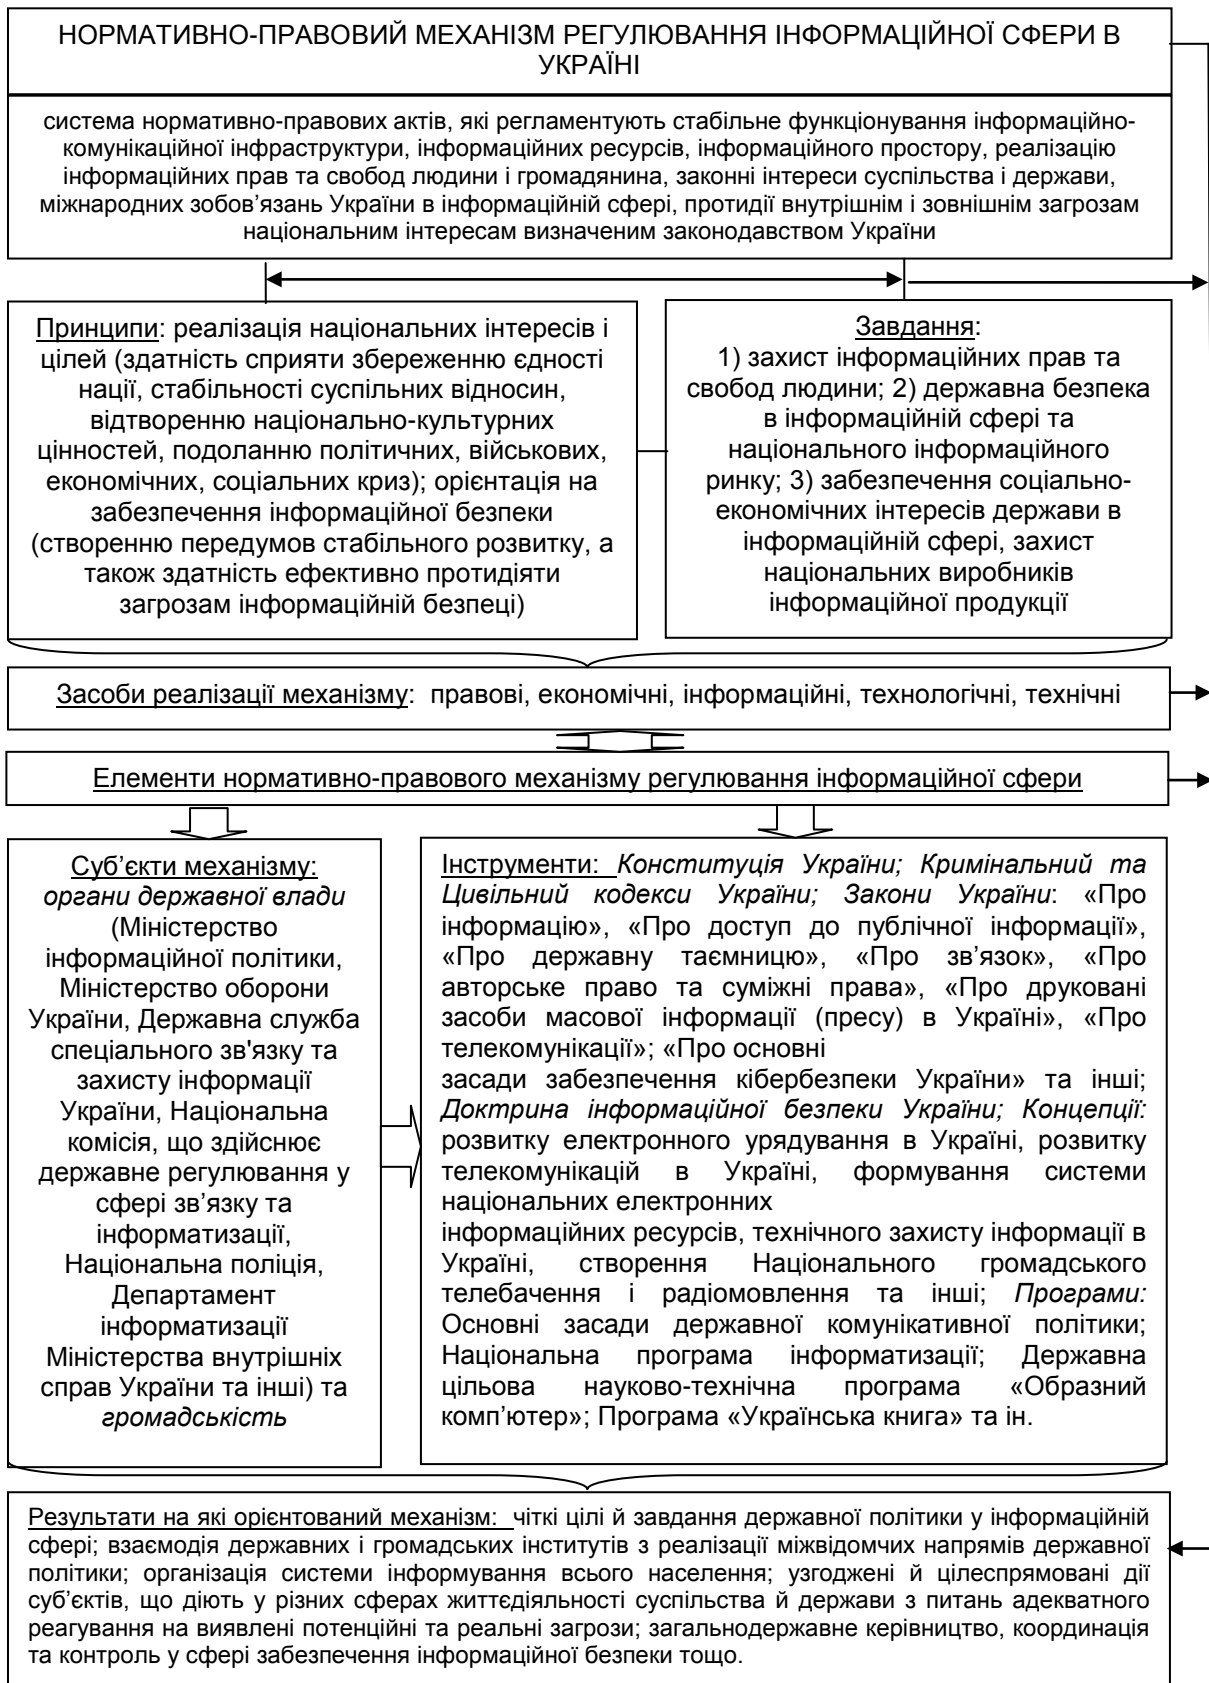 НОРМАТИВНО-ПРАВОВИЙ МЕХАНІЗМ РЕГУЛЮВАННЯ ІНФОРМАЦІЙНОЇ СФЕРИ В
УКРАЇНІ
система нормативно-правових актів, які регламентують стабільне функціонування інформаційно-
комунікаційної інфраструктури, інформаційних ресурсів, інформаційного простору, реалізацію
інформаційних прав та свобод людини і громадянина, законні інтереси суспільства і держави,
міжнародних зобов’язань України в інформаційній сфері, протидії внутрішнім і зовнішнім загрозам
національним інтересам визначеним законодавством України
Принципи: реалізація національних інтересів і
цілей (здатність сприяти збереженню єдності
нації, стабільності суспільних відносин,
відтворенню національно-культурних
цінностей, подоланню політичних, військових,
економічних, соціальних криз); орієнтація на
забезпечення інформаційної безпеки
(створенню передумов стабільного розвитку, а
також здатність ефективно протидіяти
загрозам інформаційній безпеці)
Завдання:
1) захист інформаційних прав та
свобод людини; 2) державна безпека
в інформаційній сфері та
національного інформаційного
ринку; 3) забезпечення соціально-
економічних інтересів держави в
інформаційній сфері, захист
національних виробників
інформаційної продукції
Засоби реалізації механізму: правові, економічні, інформаційні, технологічні, технічні
Елементи нормативно-правового механізму регулювання інформаційної сфери
Суб’єкти механізму:
органи державної влади
(Міністерство
інформаційної політики,
Міністерство оборони
України, Державна служба
спеціального зв'язку та
захисту інформації
України, Національна
комісія, що здійснює
державне регулювання у
сфері зв’язку та
інформатизації,
Національна поліція,
Департамент
інформатизації
Міністерства внутрішніх
справ України та інші) та
громадськість
Інструменти: Конституція України; Кримінальний та
Цивільний кодекси України; Закони України: «Про
інформацію», «Про доступ до публічної інформації»,
«Про державну таємницю», «Про зв’язок», «Про
авторське право та суміжні права», «Про друковані
засоби масової інформації (пресу) в Україні», «Про
телекомунікації»; «Про основні
засади забезпечення кібербезпеки України» та інші;
Доктрина інформаційної безпеки України; Концепції:
розвитку електронного урядування в Україні, розвитку
телекомунікацій в Україні, формування системи
національних електронних
інформаційних ресурсів, технічного захисту інформації в
Україні, створення Національного громадського
телебачення і радіомовлення та інші; Програми:
Основні засади державної комунікативної політики;
Національна програма інформатизації; Державна
цільова науково-технічна програма «Образний
комп’ютер»; Програма «Українська книга» та ін.
Результати на які орієнтований механізм: чіткі цілі й завдання державної політики у інформаційній
сфері; взаємодія державних і громадських інститутів з реалізації міжвідомчих напрямів державної
політики; організація системи інформування всього населення; узгоджені й цілеспрямовані дії
суб’єктів, що діють у різних сферах життєдіяльності суспільства й держави з питань адекватного
реагування на виявлені потенційні та реальні загрози; загальнодержавне керівництво, координація
та контроль у сфері забезпечення інформаційної безпеки тощо.